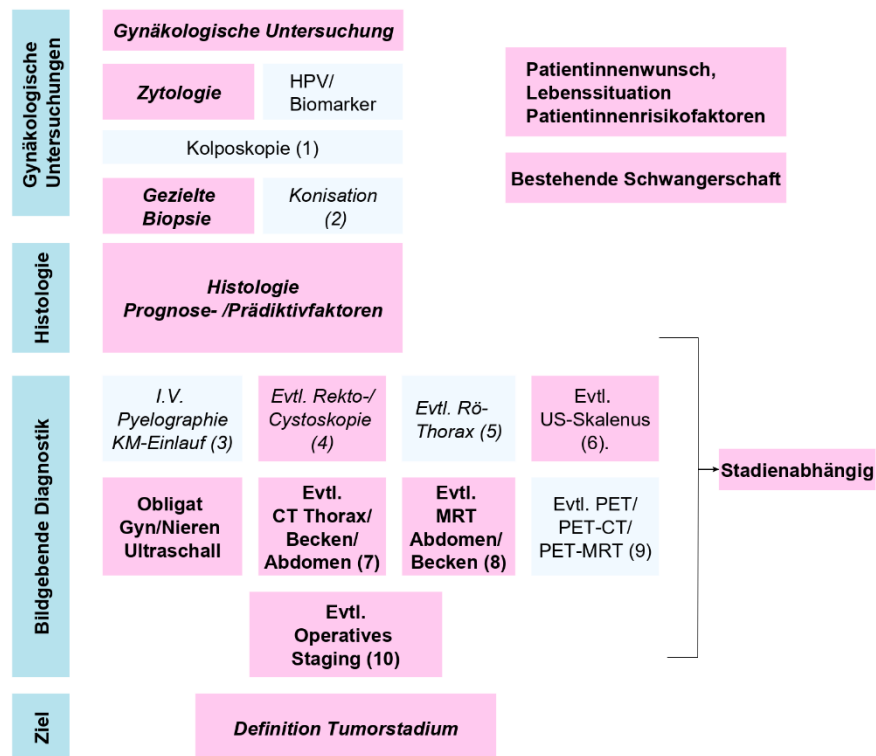 Gynäkologische
Untersuchungen
Gynäkologische Untersuchung
Zytologie
HPV/
Biomarker
Kolposkopie (1)
Gezielte
Biopsie
Konisation
(2)
Patientinnenwunsch,
Lebenssituation
Patientinnenrisikofaktoren
Bestehende Schwangerschaft
Histologie
Histologie
Prognose- /Prädiktivfaktoren
Bildgebende Diagnostik
I.V.
Pyelographie
KM-Einlauf (3)
Evtl. Rekto-/
Cystoskopie
(4)
Evtl. Rö-
Thorax (5)
Evtl.
US-Skalenus
(6).
Obligat
Gyn/Nieren
Ultraschall
Evtl.
CT Thorax/
Becken/
Abdomen (7)
Evtl.
MRT
Abdomen/
Becken (8)
Evtl. PET/
PET-CT/
PET-MRT (9)
Evtl.
Operatives
Staging (10)
Stadienabhängig
Ziel
Definition Tumorstadium